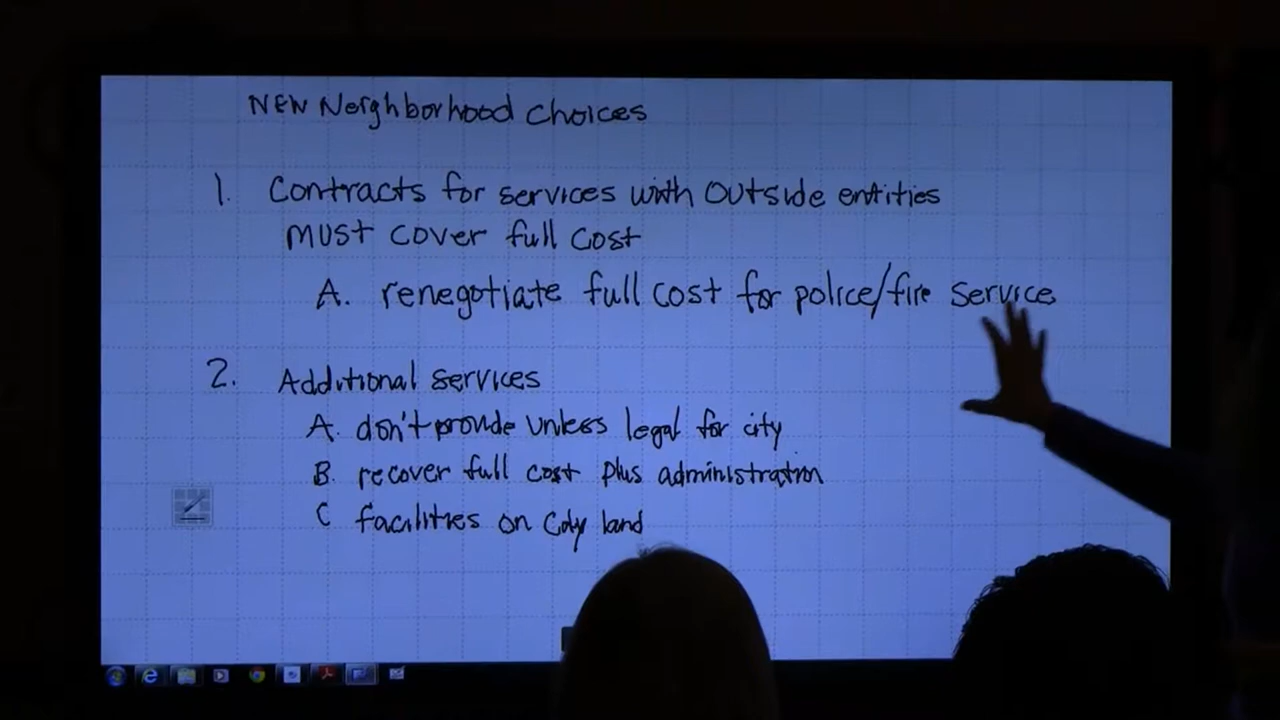 NEW Neighborhood Choices
1. Contracts for services with outside entities
must cover full cost
A. renegotiate full cost for police/fire service
2. Additional services
A. don't provide unless legal for city
B. recover full cost plus administration
C facilities on City land